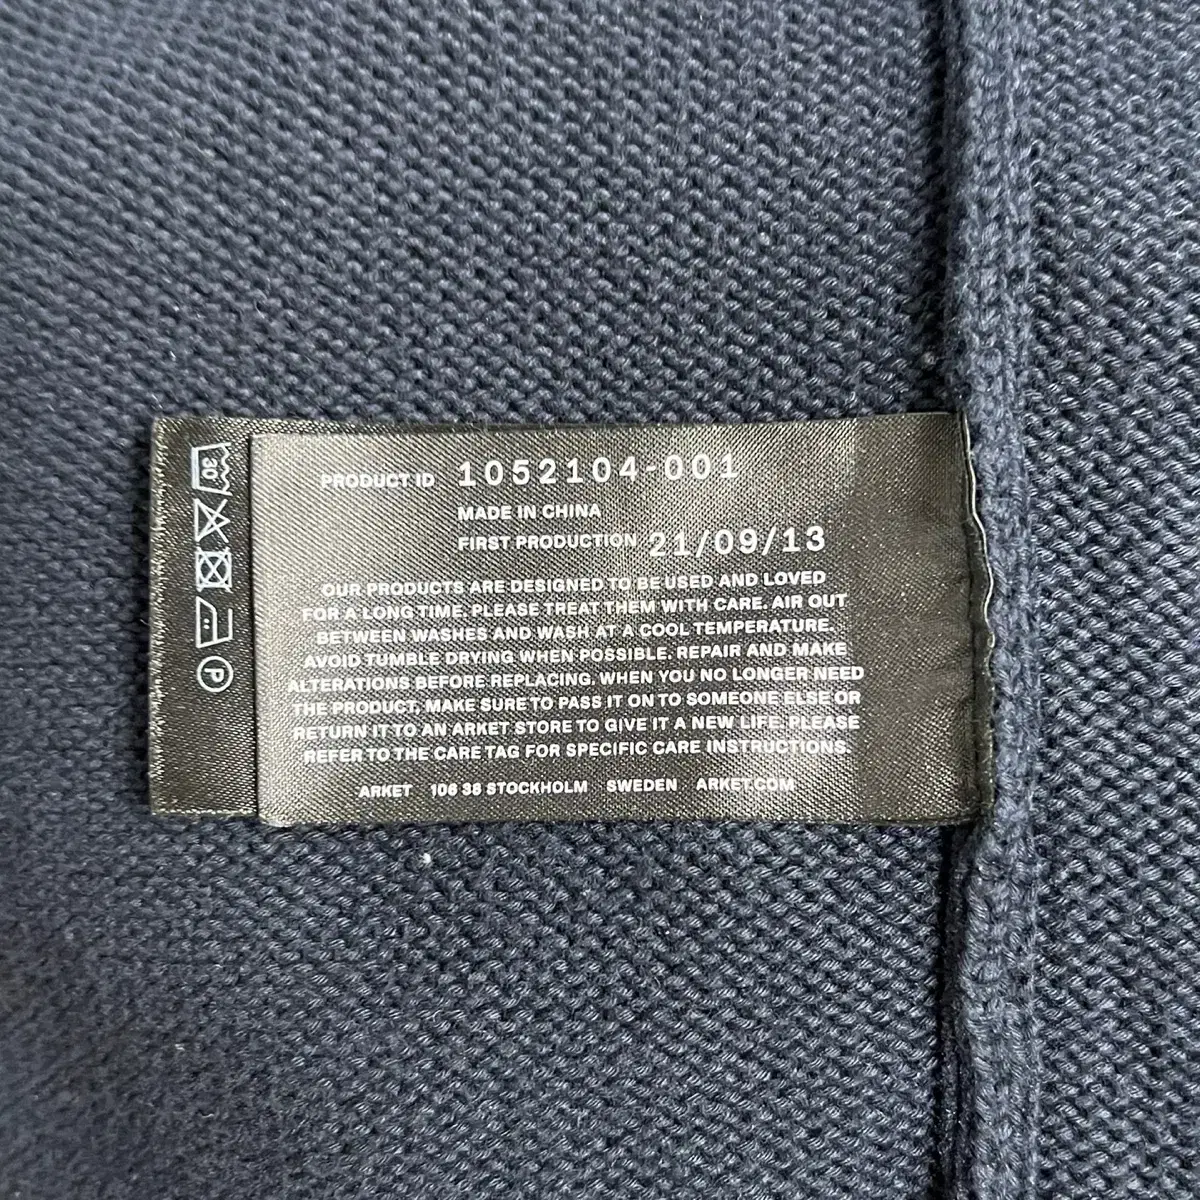 PRODUCT ID 1052104-001
MADE IN CHINA
FIRST PRODUCTION 21/09/13
OUR PRODUCTS ARE DESIGNED TO BE USED AND LOVED
FOR A LONG TIME. PLEASE TREAT THEM WITH CARE. AIR OUT
BETWEEN WASHES AND WASH AT A COOL TEMPERATURE.
AVOID TUMBLE DRYING WHEN POSSIBLE. REPAIR AND MAKE
ALTERATIONS BEFORE REPLACING. WHEN YOU NO LONGER NEED
THE PRODUCT, MAKE SURE TO PASS IT ON TO SOMEONE ELSE OR
RETURN IT TO AN ARKET STORE TO GIVE IT A NEW LIFE. PLEASE
REFER TO THE CARE TAG FOR SPECIFIC CARE INSTRUCTIONS.
ARKET 106 38 STOCKHOLM SWEDEN ARKET.COM
30
P